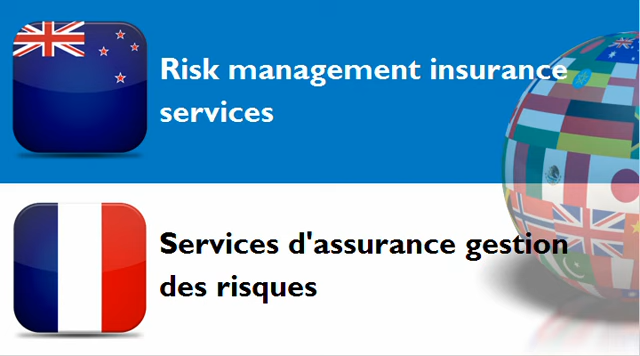 Risk management insurance
services
Services d'assurance gestion
des risques